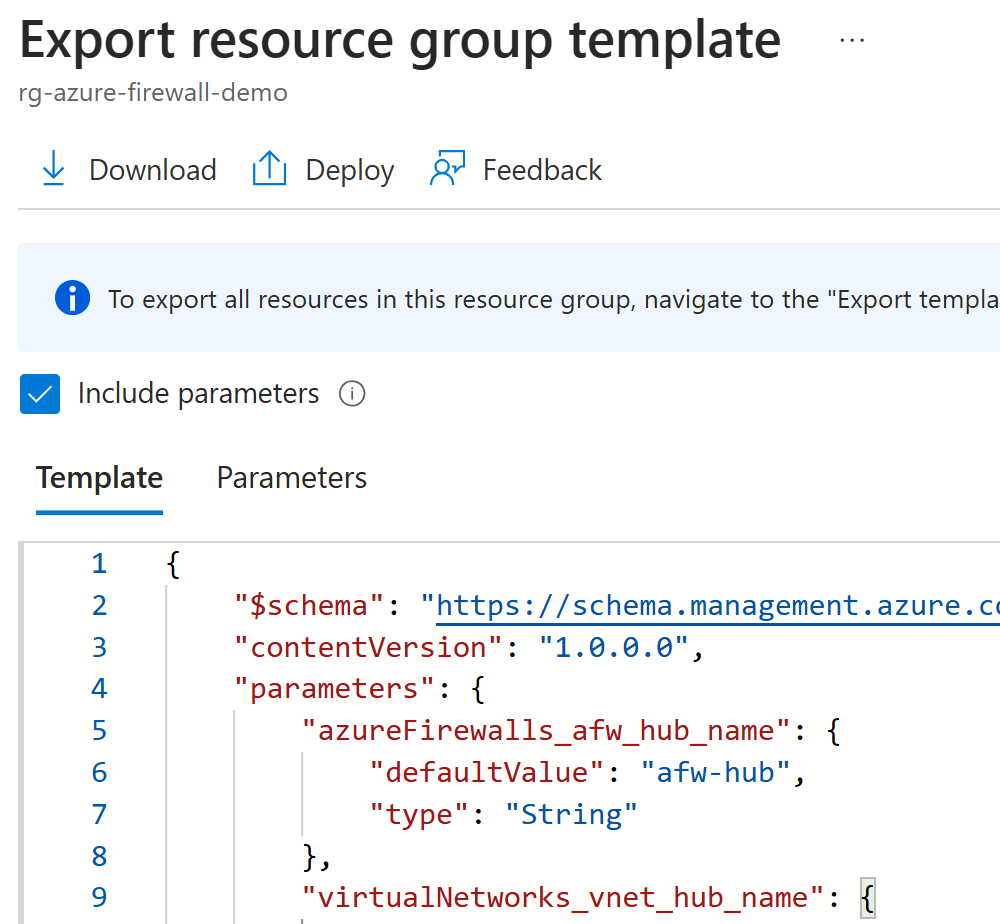 Export resource group template ...
rg-azure-firewall-demo
Download Deploy Feedback
To export all resources in this resource group, navigate to the "Export templa
Include parameters
Template Parameters
1 {
2 "$schema": "https://schema.management.azure.co
3 "contentVersion": "1.0.0.0",
4 "parameters": {
5 "azureFirewalls_afw_hub_name": {
6 "defaultValue": "afw-hub",
7 "type": "String"
8 },
9 "virtualNetworks_vnet_hub_name": {